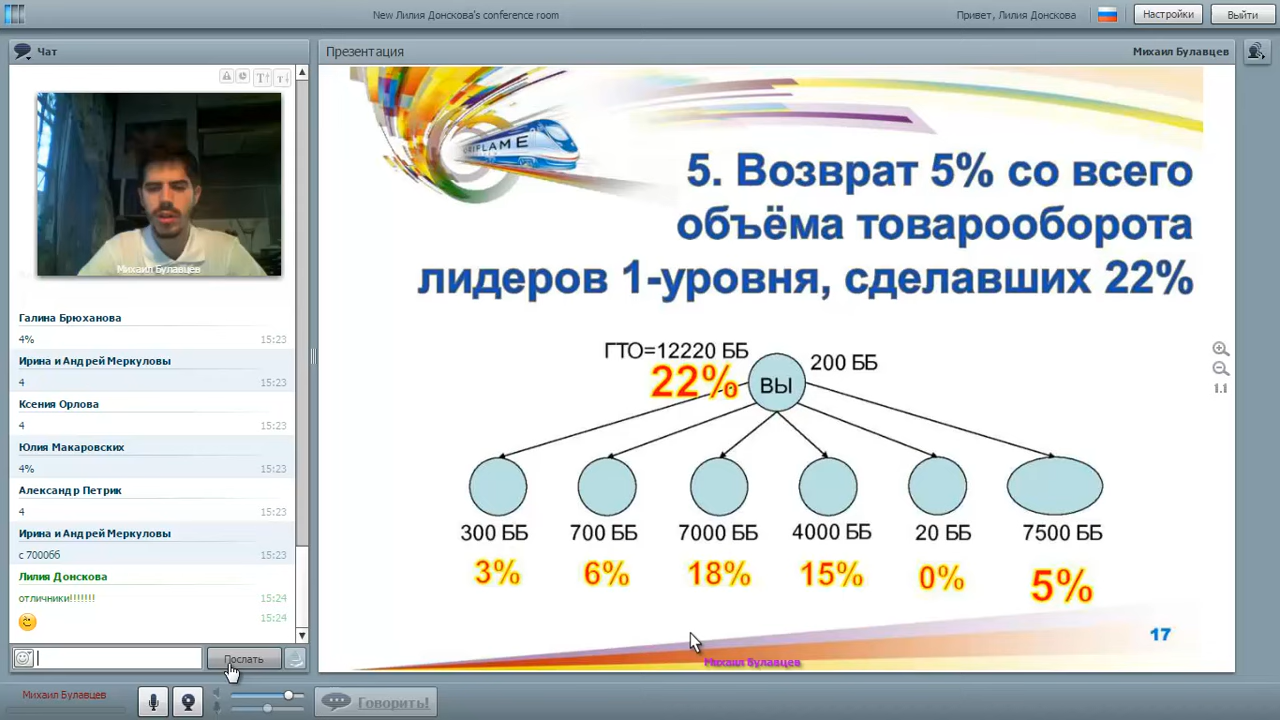 New Лилия Донскова's conference room
Привет, Лилия Донскова
Настройки
Выйти
Чат
Презентация
Михаил Булавцев
Михаил Булавцев
Галина Брюханова
4%
15:23
Ирина и Андрей Меркуловы
4
15:23
Ксения Орлова
4
15:23
Юлия Макаровских
4%
15:23
Александр Петрик
4
15:23
Ирина и Андрей Меркуловы
с 7000бб
15:23
Лилия Донскова
отличники!!!!!!!
15:24
15:24
Послать
Михаил Булавцев
Говорить!
ORIFLAME
5. Возврат 5% со всего
объёма товарооборота
лидеров 1-уровня, сделавших 22%
ГТО=12220 ББ
22%
ВЫ
200 ББ
300 ББ
700 ББ
7000 ББ
4000 ББ
20 ББ
7500 ББ
3%
6%
18%
15%
0%
5%
17
Михаил Булавцев
1.1